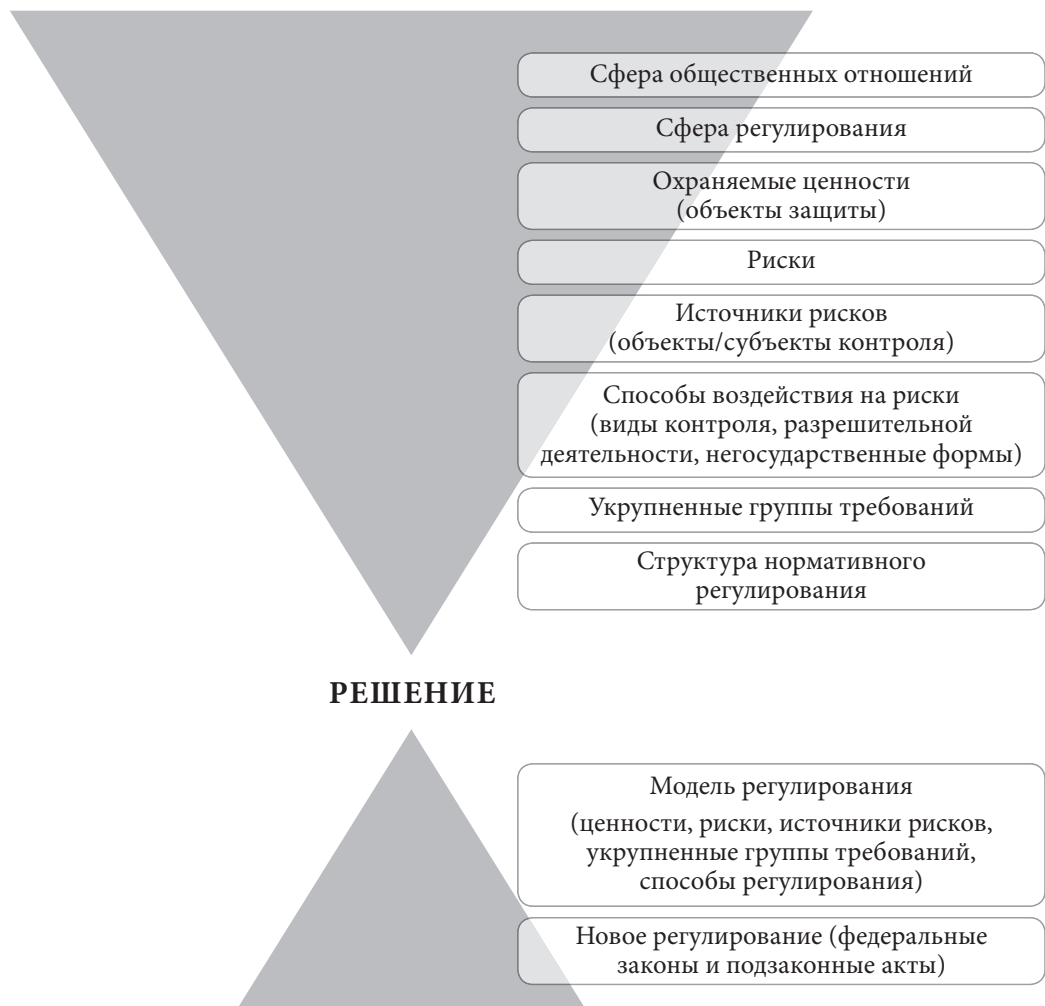 Сфера общественных отношений
Сфера регулирования
Охраняемые ценности
(объекты защиты)
Риски
Источники рисков
(объекты/субъекты контроля)
Способы воздействия на риски
(виды контроля, разрешительной
деятельности, негосударственные формы)
Укрупненные группы требований
Структура нормативного
регулирования
РЕШЕНИЕ
Модель регулирования
(ценности, риски, источники рисков,
укрупненные группы требований,
способы регулирования)
Новое регулирование (федеральные
законы и подзаконные акты)